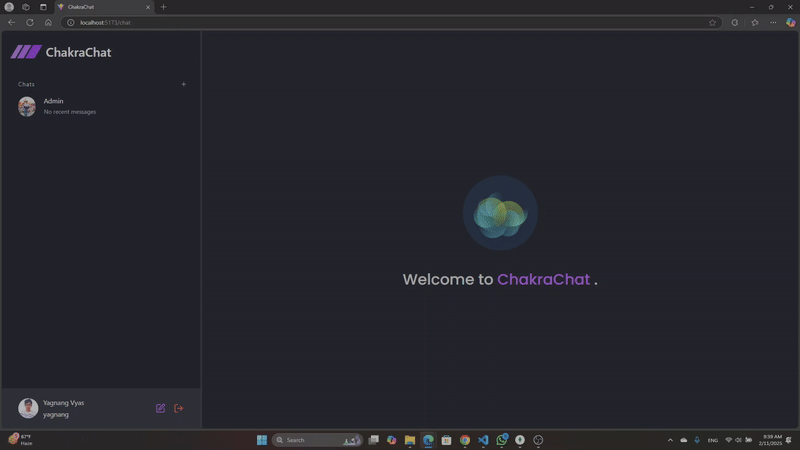 ChakraChat
localhost:5173/chat
ChakraChat
Chats
Admin
No recent messages
Welcome to ChakraChat .
Yagnang Vyas
yagnang
67°F
Haze
Search
ENG
8:39 AM
2/11/2025